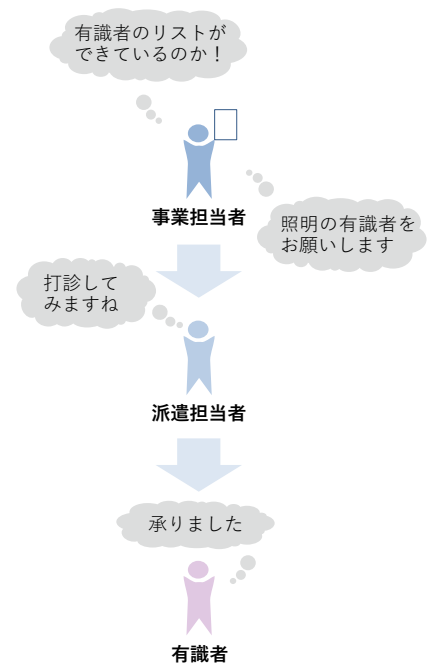 有識者のリストが
できているのか！
事業担当者
照明の有識者を
お願いします
打診して
みますね
派遣担当者
承りました
有識者